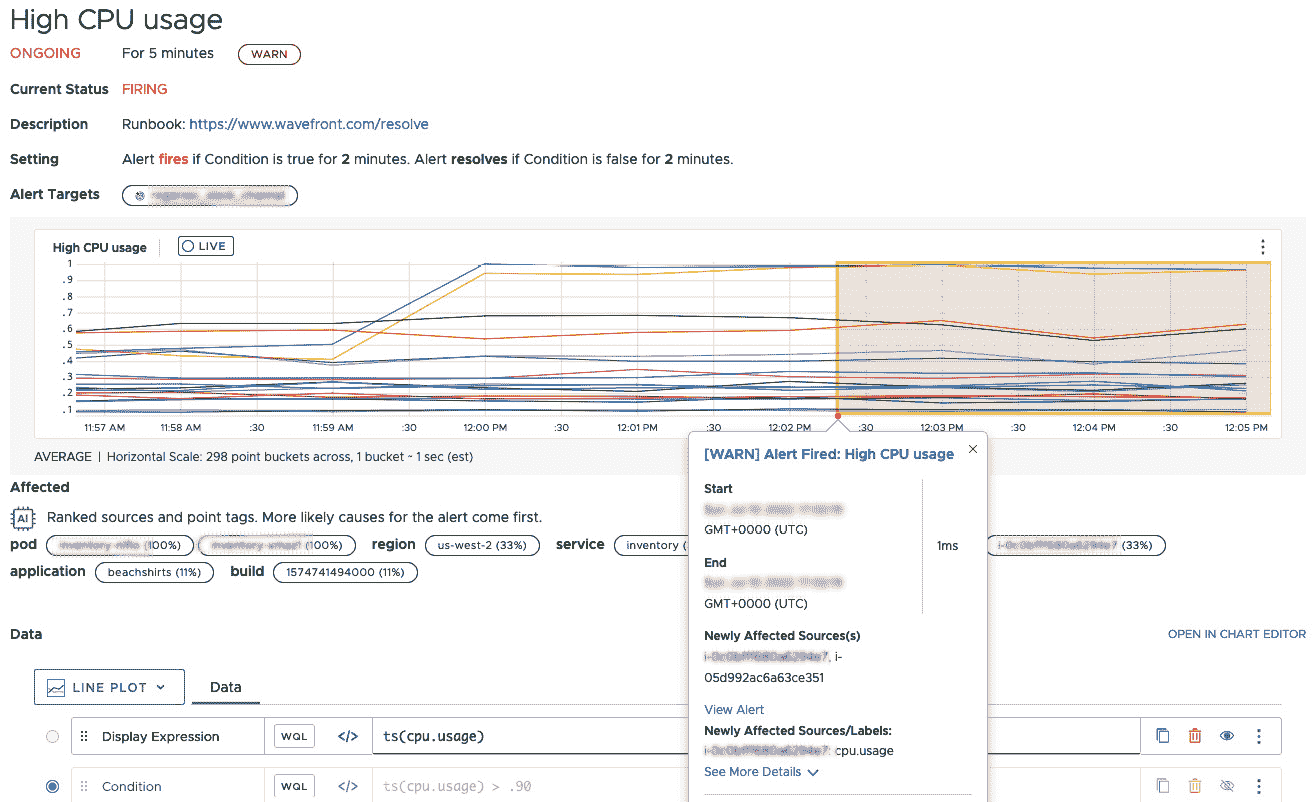 High CPU usage
ONGOING For 5 minutes WARN
Current Status FIRING
Description Runbook: https://www.wavefront.com/resolve
Setting Alert fires if Condition is true for 2 minutes. Alert resolves if Condition is false for 2 minutes.
Alert Targets
High CPU usage LIVE
1
.9
.8
.7
.6
.5
.4
.3
.2
.1
11:57 AM 11:58 AM :30 11:59 AM :30 12:00 PM :30 12:01 PM :30 12:02 PM :30 12:03 PM :30 12:04 PM :30 12:05 PM
AVERAGE | Horizontal Scale: 298 point buckets across, 1 bucket ~ 1 sec (est)
Affected
AI Ranked sources and point tags. More likely causes for the alert come first.
pod (100%) (100%) region us-west-2 (33%) service inventory ( (33%)
application beachshirts (11%) build 1574741494000 (11%)
Data OPEN IN CHART EDITOR
LINE PLOT Data
Display Expression WQL </> ts(cpu.usage)
Condition WQL </> ts(cpu.usage) > .90
[WARN] Alert Fired: High CPU usage
Start
GMT+0000 (UTC)
1ms
End
GMT+0000 (UTC)
Newly Affected Sources(s)
, i-
05d992ac6a63ce351
View Alert
Newly Affected Sources/Labels:
: cpu.usage
See More Details